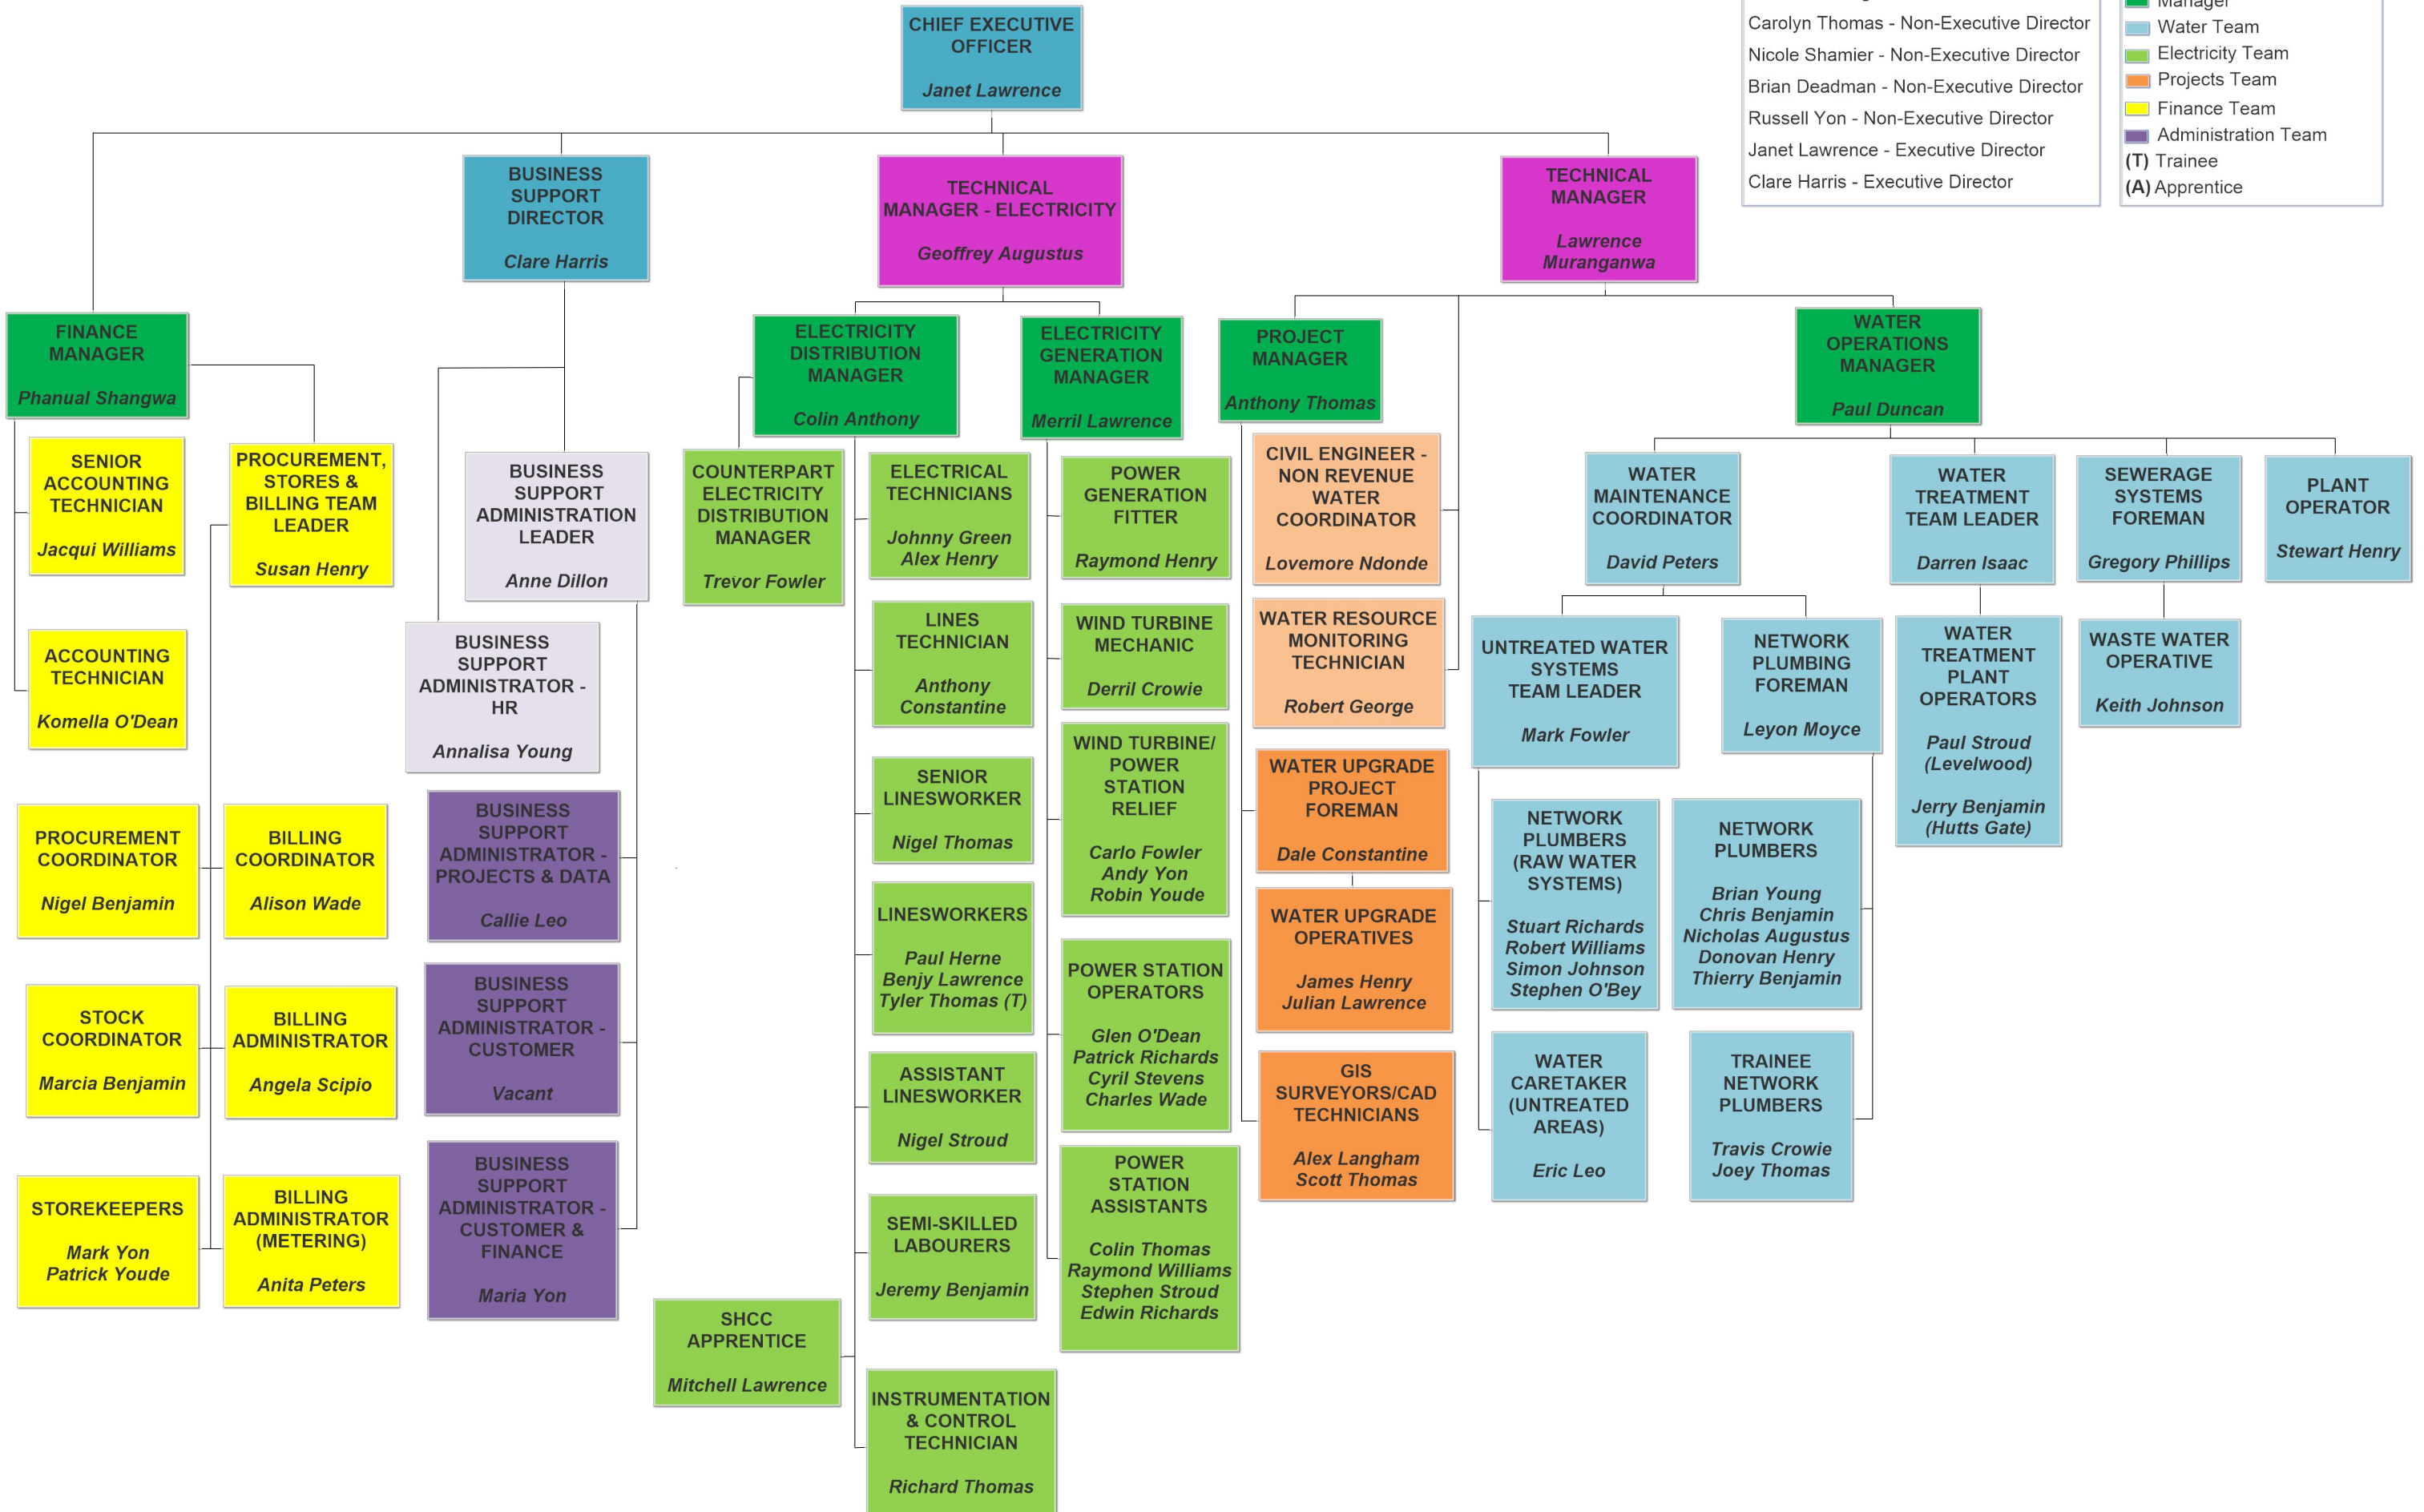 CHIEF EXECUTIVE
OFFICER
Janet Lawrence
Carolyn Thomas - Non-Executive Director
Nicole Shamier - Non-Executive Director
Brian Deadman - Non-Executive Director
Russell Yon - Non-Executive Director
Janet Lawrence - Executive Director
Clare Harris - Executive Director
Manager
Water Team
Electricity Team
Projects Team
Finance Team
Administration Team
(T) Trainee
(A) Apprentice
BUSINESS
SUPPORT
DIRECTOR
Clare Harris
TECHNICAL
MANAGER - ELECTRICITY
Geoffrey Augustus
TECHNICAL
MANAGER
Lawrence
Muranganwa
FINANCE
MANAGER
Phanual Shangwa
ELECTRICITY
DISTRIBUTION
MANAGER
Colin Anthony
ELECTRICITY
GENERATION
MANAGER
Merril Lawrence
PROJECT
MANAGER
Anthony Thomas
WATER
OPERATIONS
MANAGER
Paul Duncan
SENIOR
ACCOUNTING
TECHNICIAN
Jacqui Williams
PROCUREMENT,
STORES &
BILLING TEAM
LEADER
Susan Henry
BUSINESS
SUPPORT
ADMINISTRATION
LEADER
Anne Dillon
COUNTERPART
ELECTRICITY
DISTRIBUTION
MANAGER
Trevor Fowler
ELECTRICAL
TECHNICIANS
Johnny Green
Alex Henry
POWER
GENERATION
FITTER
Raymond Henry
CIVIL ENGINEER -
NON REVENUE
WATER
COORDINATOR
Lovemore Ndonde
WATER
MAINTENANCE
COORDINATOR
David Peters
WATER
TREATMENT
TEAM LEADER
Darren Isaac
SEWERAGE
SYSTEMS
FOREMAN
Gregory Phillips
PLANT
OPERATOR
Stewart Henry
ACCOUNTING
TECHNICIAN
Komella O'Dean
BUSINESS
SUPPORT
ADMINISTRATOR -
HR
Annalisa Young
LINES
TECHNICIAN
Anthony
Constantine
WIND TURBINE
MECHANIC
Derril Crowie
WATER RESOURCE
MONITORING
TECHNICIAN
Robert George
UNTREATED WATER
SYSTEMS
TEAM LEADER
Mark Fowler
NETWORK
PLUMBING
FOREMAN
Leyon Moyce
WATER
TREATMENT
PLANT
OPERATORS
Paul Stroud
(Levelwood)
Jerry Benjamin
(Hutts Gate)
WASTE WATER
OPERATIVE
Keith Johnson
PROCUREMENT
COORDINATOR
Nigel Benjamin
BILLING
COORDINATOR
Alison Wade
BUSINESS
SUPPORT
ADMINISTRATOR -
PROJECTS & DATA
Callie Leo
SENIOR
LINESWORKER
Nigel Thomas
WIND TURBINE/
POWER
STATION
RELIEF
Carlo Fowler
Andy Yon
Robin Youde
WATER UPGRADE
PROJECT
FOREMAN
Dale Constantine
NETWORK
PLUMBERS
(RAW WATER
SYSTEMS)
Stuart Richards
Robert Williams
Simon Johnson
Stephen O'Bey
NETWORK
PLUMBERS
Brian Young
Chris Benjamin
Nicholas Augustus
Donovan Henry
Thierry Benjamin
LINESWORKERS
Paul Herne
Benjy Lawrence
Tyler Thomas (T)
WATER UPGRADE
OPERATIVES
James Henry
Julian Lawrence
STOCK
COORDINATOR
Marcia Benjamin
BILLING
ADMINISTRATOR
Angela Scipio
BUSINESS
SUPPORT
ADMINISTRATOR -
CUSTOMER
Vacant
POWER STATION
OPERATORS
Glen O'Dean
Patrick Richards
Cyril Stevens
Charles Wade
ASSISTANT
LINESWORKER
Nigel Stroud
GIS
SURVEYORS/CAD
TECHNICIANS
Alex Langham
Scott Thomas
WATER
CARETAKER
(UNTREATED
AREAS)
Eric Leo
TRAINEE
NETWORK
PLUMBERS
Travis Crowie
Joey Thomas
STOREKEEPERS
Mark Yon
Patrick Youde
BILLING
ADMINISTRATOR
(METERING)
Anita Peters
BUSINESS
SUPPORT
ADMINISTRATOR -
CUSTOMER &
FINANCE
Maria Yon
SEMI-SKILLED
LABOURERS
Jeremy Benjamin
POWER
STATION
ASSISTANTS
Colin Thomas
Raymond Williams
Stephen Stroud
Edwin Richards
SHCC
APPRENTICE
Mitchell Lawrence
INSTRUMENTATION
& CONTROL
TECHNICIAN
Richard Thomas